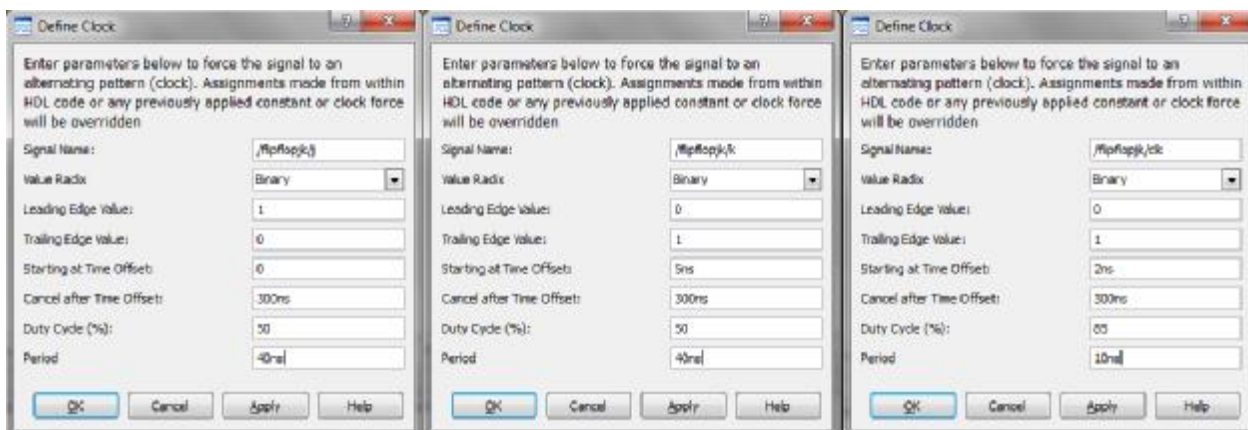 Define Clock
Enter parameters below to force the signal to an
alternating pattern (clock). Assignments made from within
HDL code or any previously applied constant or clock force
will be overridden
Signal Name: /flipflopjk/j
Value Radix Binary
Leading Edge Value: 1
Trailing Edge Value: 0
Starting at Time Offset: 0
Cancel after Time Offset: 300ns
Duty Cycle (%): 50
Period 40ns
OK Cancel Apply Help
Define Clock
Enter parameters below to force the signal to an
alternating pattern (clock). Assignments made from within
HDL code or any previously applied constant or clock force
will be overridden
Signal Name: /flipflopjk/k
Value Radix Binary
Leading Edge Value: 0
Trailing Edge Value: 1
Starting at Time Offset: 5ns
Cancel after Time Offset: 300ns
Duty Cycle (%): 50
Period 40ns
OK Cancel Apply Help
Define Clock
Enter parameters below to force the signal to an
alternating pattern (clock). Assignments made from within
HDL code or any previously applied constant or clock force
will be overridden
Signal Name: /flipflopjk/clk
Value Radix Binary
Leading Edge Value: 0
Trailing Edge Value: 1
Starting at Time Offset: 2ns
Cancel after Time Offset: 300ns
Duty Cycle (%): 85
Period 10ns
OK Cancel Apply Help